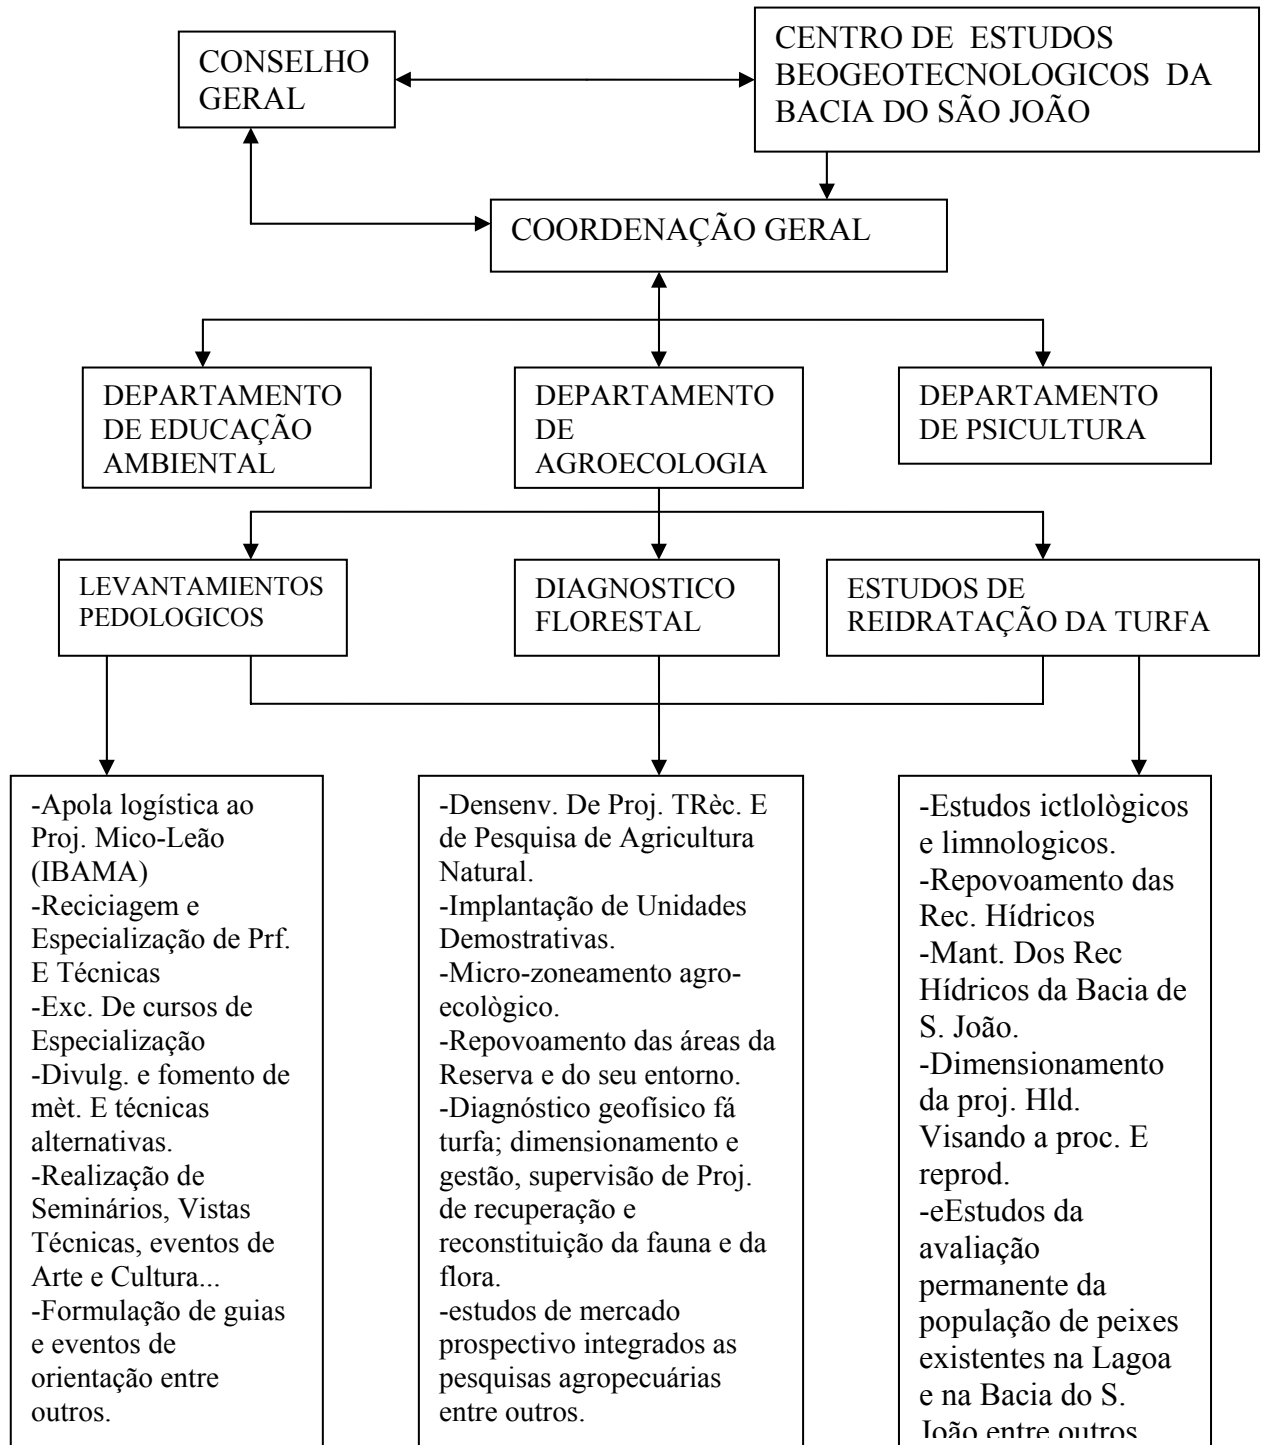 CONSELHO
GERAL
CENTRO DE ESTUDOS
BEOGEOTECNOLOGICOS DA
BACIA DO SÃO JOÃO
COORDENAÇÃO GERAL
DEPARTAMENTO
DE EDUCAÇÃO
AMBIENTAL
DEPARTAMENTO
DE
AGROECOLOGIA
DEPARTAMENTO
DE PSICULTURA
LEVANTAMIENTOS
PEDOLOGICOS
DIAGNOSTICO
FLORESTAL
ESTUDOS DE
REIDRATAÇÃO DA TURFA
-Apola logística ao
Proj. Mico-Leão
(IBAMA)
-Reciciagem e
Especialização de Prf.
E Técnicas
-Exc. De cursos de
Especialização
-Divulg. e fomento de
mèt. E técnicas
alternativas.
-Realização de
Seminários, Vistas
Técnicas, eventos de
Arte e Cultura...
-Formulação de guias
e eventos de
orientação entre
outros.
-Densenv. De Proj. TRèc. E
de Pesquisa de Agricultura
Natural.
-Implantação de Unidades
Demostrativas.
-Micro-zoneamento agro-
ecològico.
-Repovoamento das áreas da
Reserva e do seu entorno.
-Diagnóstico geofísico fá
turfa; dimensionamento e
gestão, supervisão de Proj.
de recuperação e
reconstituição da fauna e da
flora.
-estudos de mercado
prospectivo integrados as
pesquisas agropecuárias
entre outros.
-Estudos ictlològicos
e limnologicos.
-Repovoamento das
Rec. Hídricos
-Mant. Dos Rec
Hídricos da Bacia de
S. João.
-Dimensionamento
da proj. Hld.
Visando a proc. E
reprod.
-eEstudos da
avaliação
permanente da
população de peixes
existentes na Lagoa
e na Bacia do S.
João entre outros